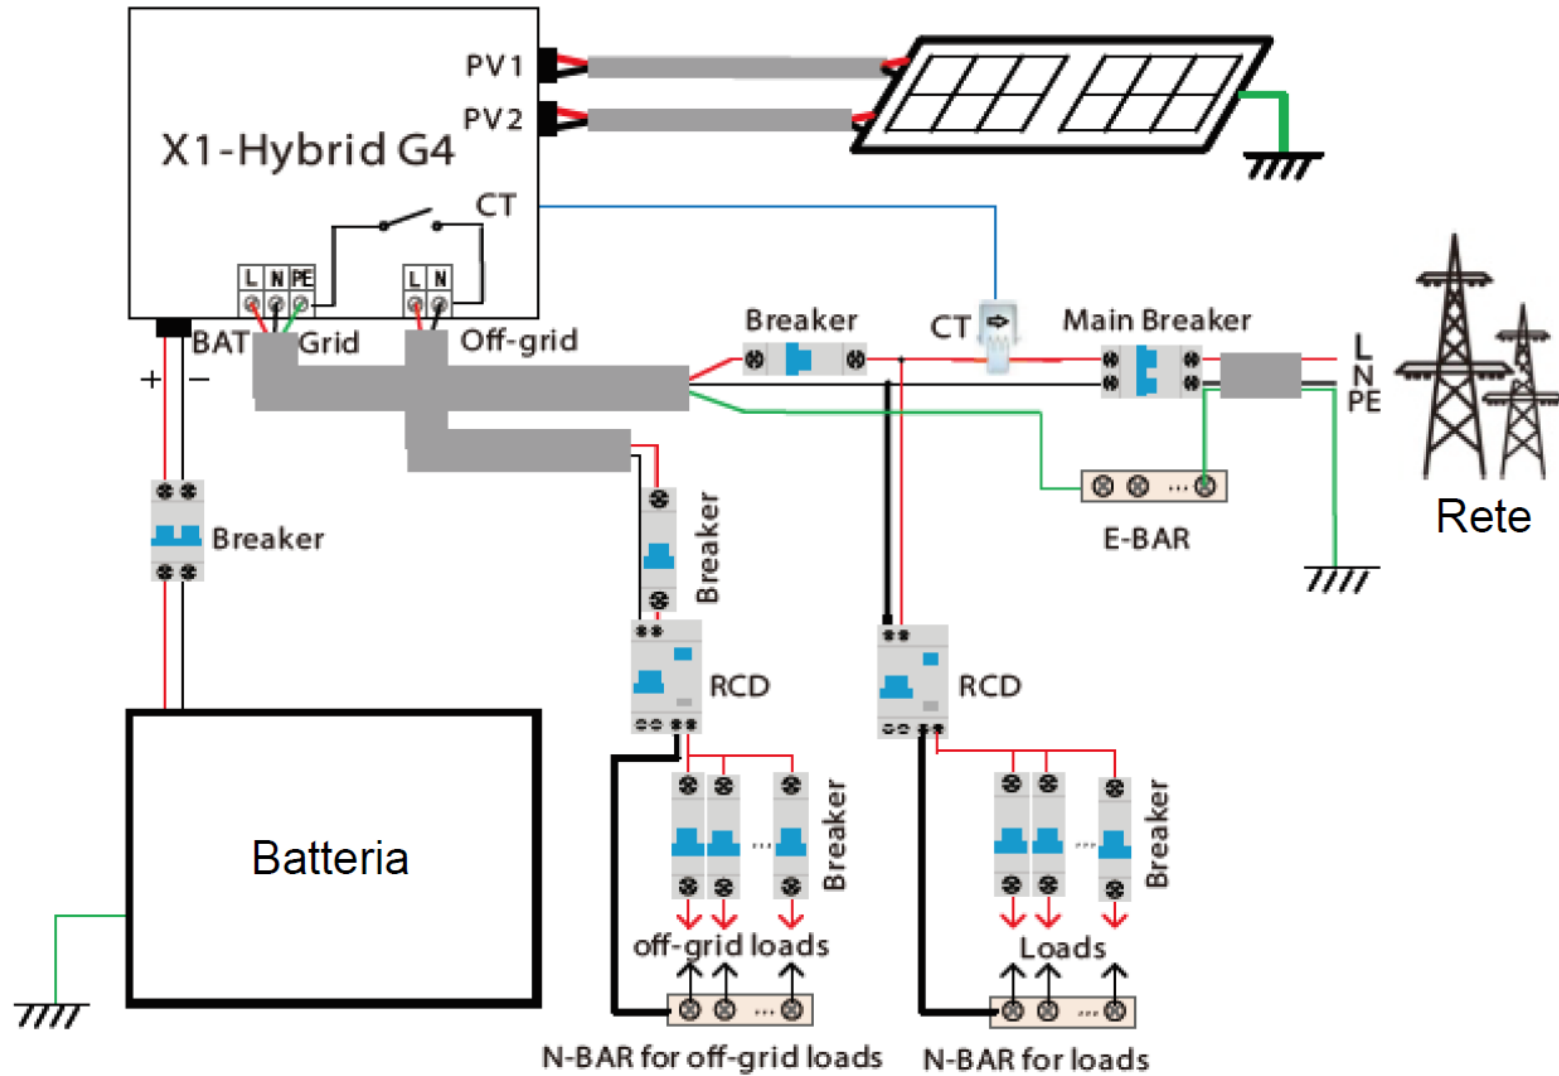 PV1
PV2
X1-Hybrid G4
CT
L N PE
L N
BAT
Grid
Off-grid
+ −
Breaker
CT
Main Breaker
L
N
PE
Breaker
Breaker
E-BAR
Rete
RCD
RCD
Batteria
...
Breaker
...
Breaker
off-grid loads
Loads
...
...
...
N-BAR for off-grid loads
N-BAR for loads